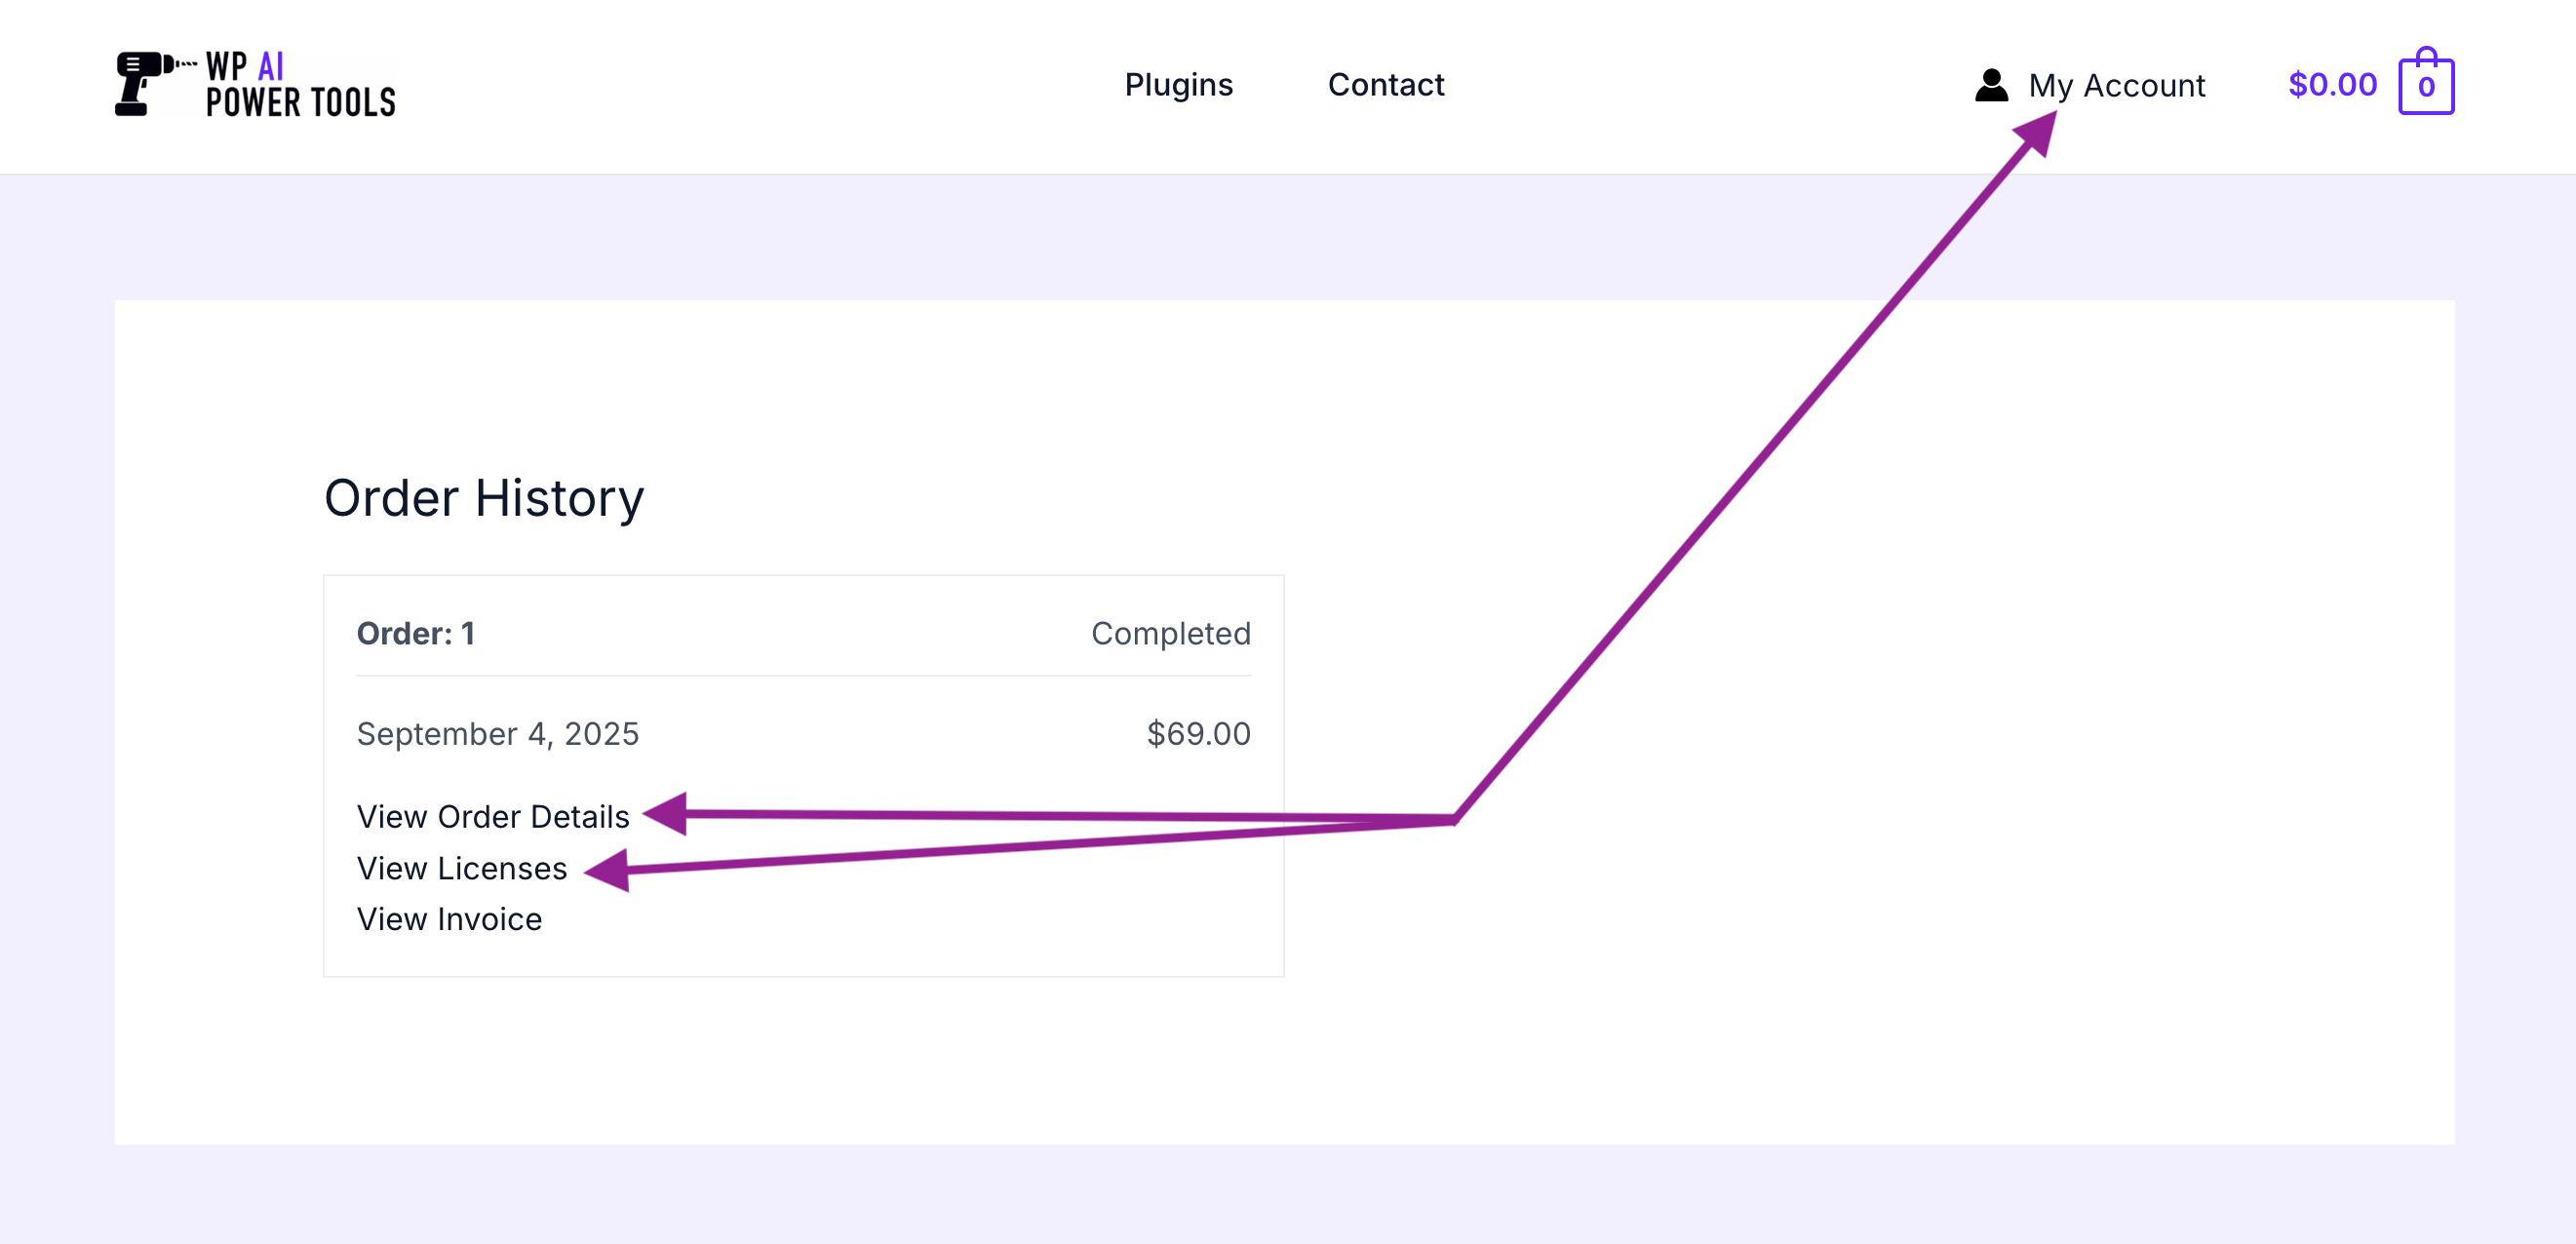 WP AI
POWER TOOLS
Plugins
Contact
My Account
$0.00
0
Order History
Order: 1
Completed
September 4, 2025
$69.00
View Order Details
View Licenses
View Invoice